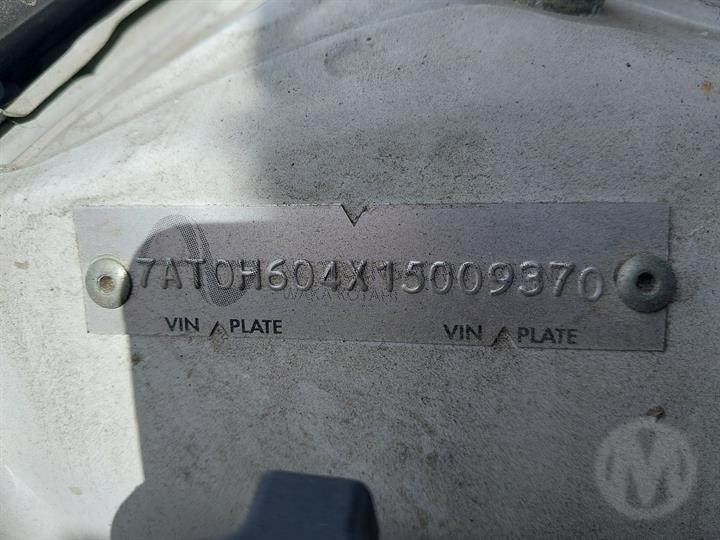 7AT0H604X15009370
WAKA KOTAHI
VIN PLATE VIN PLATE
M